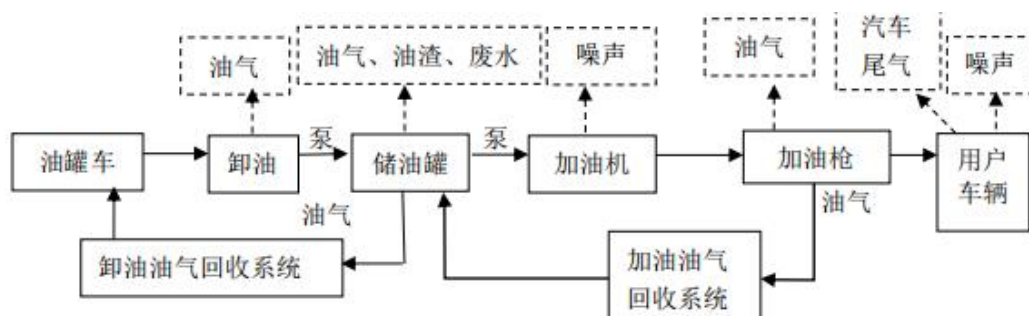 汽车
尾气
油气
油气、油渣、废水
噪声
油气
噪声
油罐车
卸油
泵
储油罐
泵
加油机
加油枪
用户
车辆
油气
油气
卸油油气回收系统
加油油气
回收系统